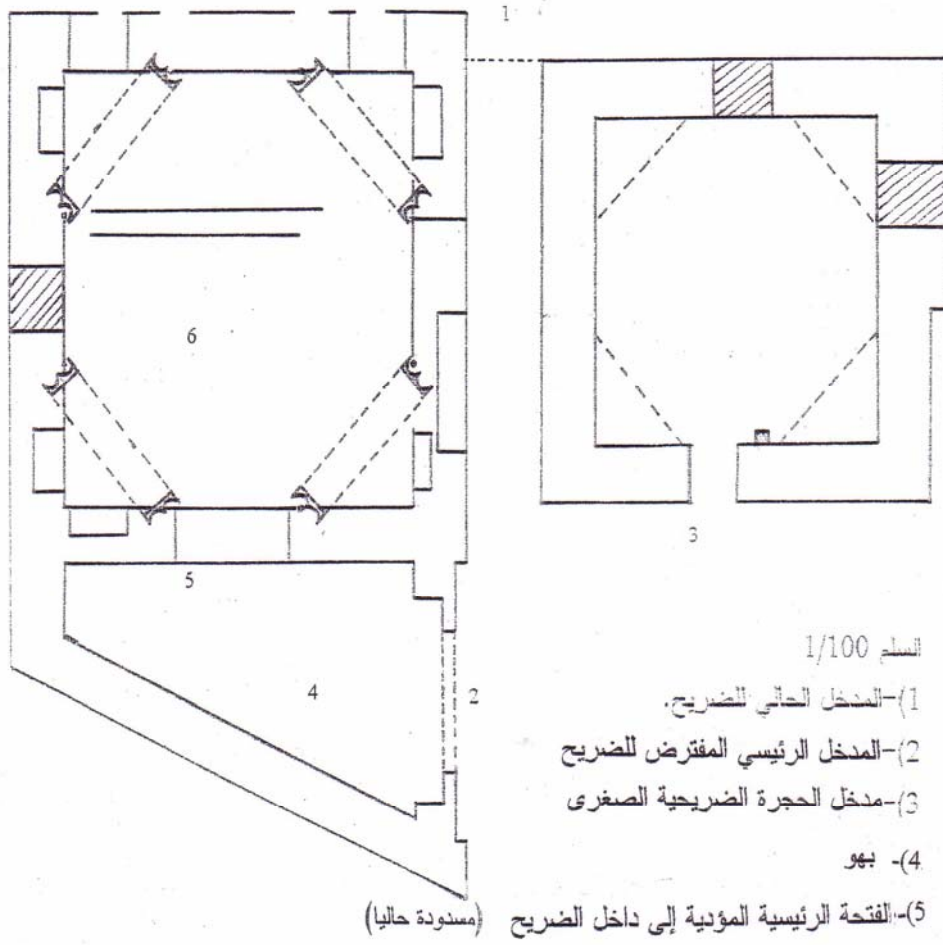 1
6
3
5
4
2
السلم 1/100
1)-المدخل الحالي للضريح.
2)-المدخل الرئيسي المفترض للضريح
3)-مدخل الحجرة الضريحية الصغرى
4)- بهو
5)-الفتحة الرئيسية المؤدية إلى داخل الضريح (مسدودة حاليا)